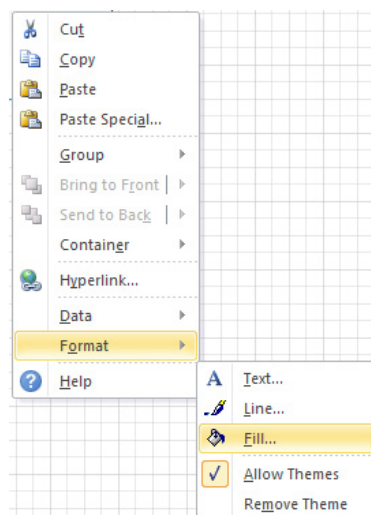 Cut
Copy
Paste
Paste Special...
Group
Bring to Front
Send to Back
Container
Hyperlink...
Data
Format
Help
Text...
Line...
Fill...
Allow Themes
Remove Theme